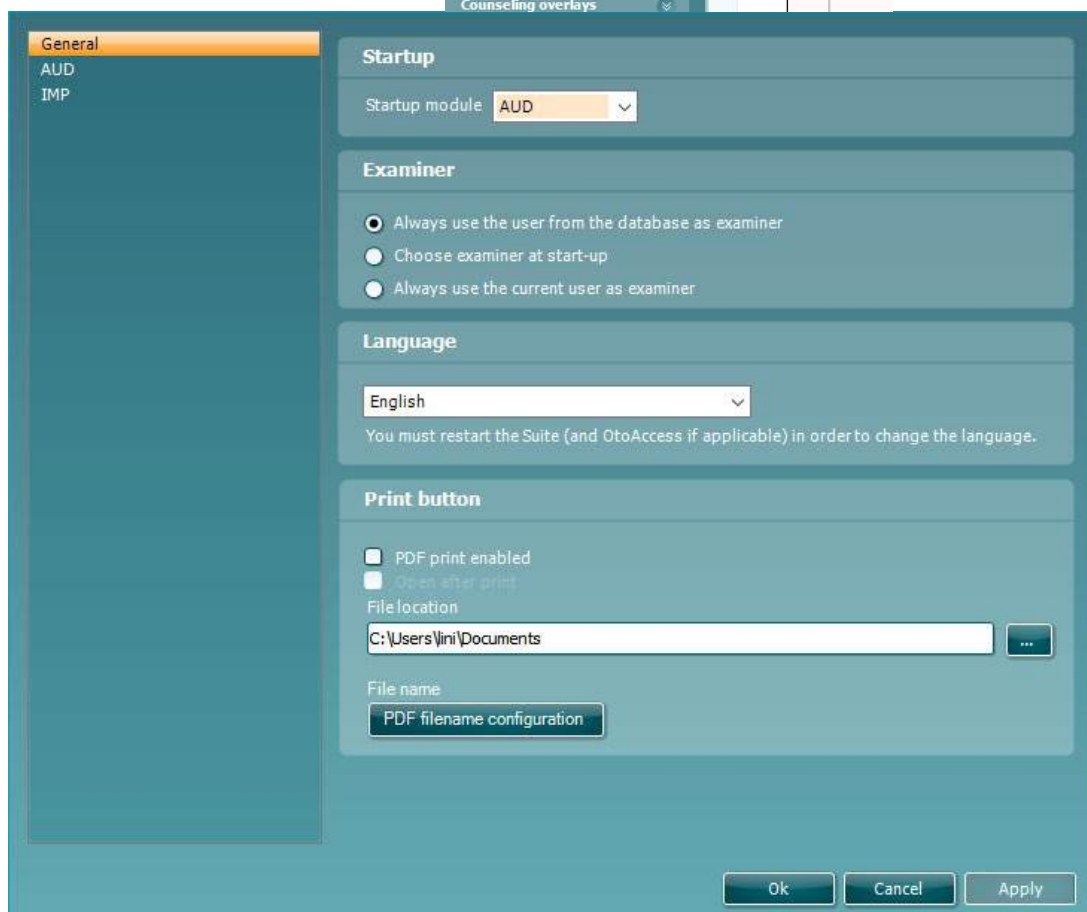 Counseling overlays
General
AUD
IMP
Startup
Startup module AUD
Examiner
Always use the user from the database as examiner
Choose examiner at start-up
Always use the current user as examiner
Language
English
You must restart the Suite (and OtoAccess if applicable) in order to change the language.
Print button
PDF print enabled
Open after print
File location
C:\Users\lini\Documents
...
File name
PDF filename configuration
Ok Cancel Apply